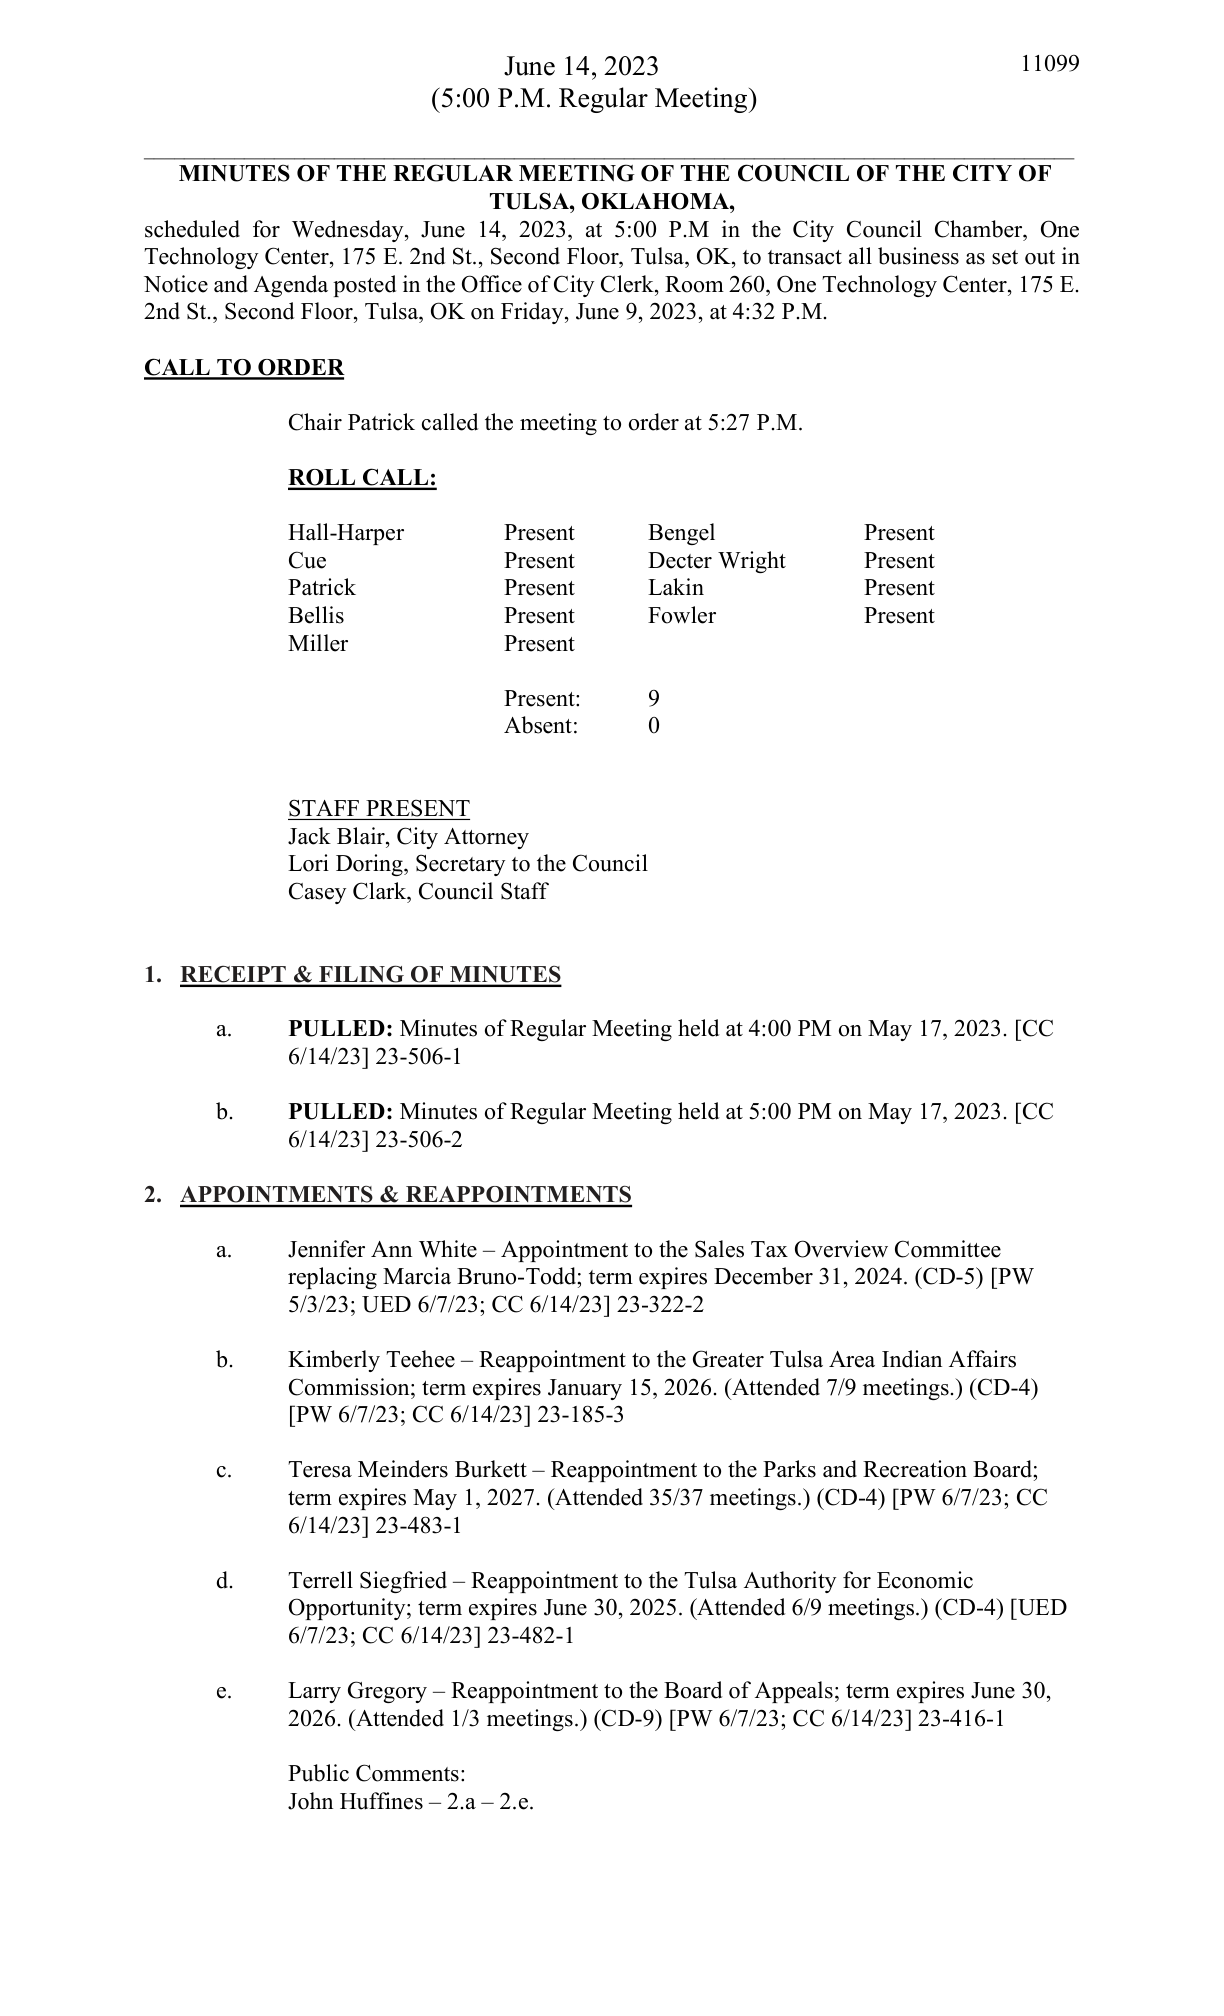 June 14, 2023
11099
(5:00 P.M. Regular Meeting)
MINUTES OF THE REGULAR MEETING OF THE COUNCIL OF THE CITY OF
TULSA, OKLAHOMA,
scheduled for Wednesday, June 14, 2023, at 5:00 P.M in the City Council Chamber, One
Technology Center, 175 E. 2nd St., Second Floor, Tulsa, OK, to transact all business as set out in
Notice and Agenda posted in the Office of City Clerk, Room 260, One Technology Center, 175 E.
2nd St., Second Floor, Tulsa, OK on Friday, June 9, 2023, at 4:32 P.M.
CALL TO ORDER
Chair Patrick called the meeting to order at 5:27 P.M.
ROLL CALL:
Hall-Harper Present Bengel Present
Cue Present Decter Wright Present
Patrick Present Lakin Present
Bellis Present Fowler Present
Miller Present
Present: 9
Absent: 0
STAFF PRESENT
Jack Blair, City Attorney
Lori Doring, Secretary to the Council
Casey Clark, Council Staff
1. RECEIPT & FILING OF MINUTES
a. PULLED: Minutes of Regular Meeting held at 4:00 PM on May 17, 2023. [CC
6/14/23] 23-506-1
b. PULLED: Minutes of Regular Meeting held at 5:00 PM on May 17, 2023. [CC
6/14/23] 23-506-2
2. APPOINTMENTS & REAPPOINTMENTS
a. Jennifer Ann White – Appointment to the Sales Tax Overview Committee
replacing Marcia Bruno-Todd; term expires December 31, 2024. (CD-5) [PW
5/3/23; UED 6/7/23; CC 6/14/23] 23-322-2
b. Kimberly Teehee – Reappointment to the Greater Tulsa Area Indian Affairs
Commission; term expires January 15, 2026. (Attended 7/9 meetings.) (CD-4)
[PW 6/7/23; CC 6/14/23] 23-185-3
c. Teresa Meinders Burkett – Reappointment to the Parks and Recreation Board;
term expires May 1, 2027. (Attended 35/37 meetings.) (CD-4) [PW 6/7/23; CC
6/14/23] 23-483-1
d. Terrell Siegfried – Reappointment to the Tulsa Authority for Economic
Opportunity; term expires June 30, 2025. (Attended 6/9 meetings.) (CD-4) [UED
6/7/23; CC 6/14/23] 23-482-1
e. Larry Gregory – Reappointment to the Board of Appeals; term expires June 30,
2026. (Attended 1/3 meetings.) (CD-9) [PW 6/7/23; CC 6/14/23] 23-416-1
Public Comments:
John Huffines – 2.a – 2.e.